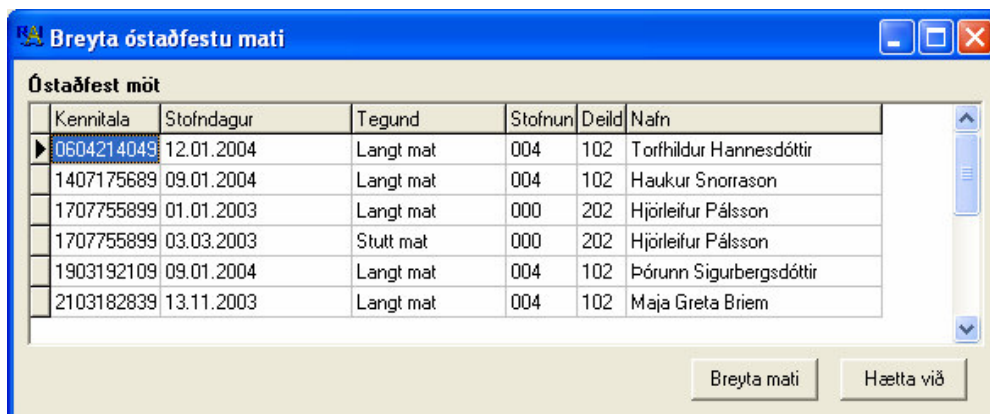 RAI Breyta óstaðfestu mati
Óstaðfest möt
Kennitala Stofndagur Tegund Stofnun Deild Nafn
0604214049 12.01.2004 Langt mat 004 102 Torfhildur Hannesdóttir
1407175689 09.01.2004 Langt mat 004 102 Haukur Snorrason
1707755899 01.01.2003 Langt mat 000 202 Hjörleifur Pálsson
1707755899 03.03.2003 Stutt mat 000 202 Hjörleifur Pálsson
1903192109 09.01.2004 Langt mat 004 102 Þórunn Sigurbergsdóttir
2103182839 13.11.2003 Langt mat 004 102 Maja Greta Briem
Breyta mati Hætta við